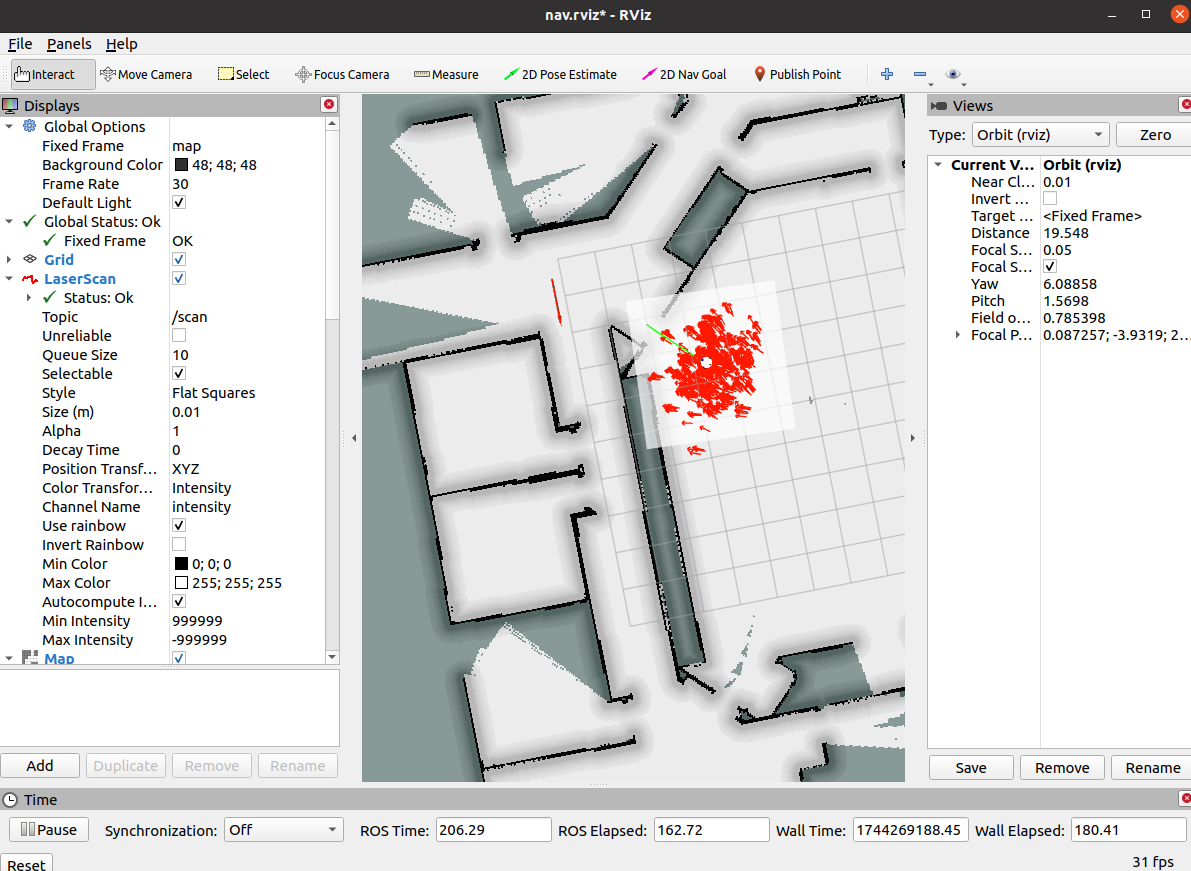 nav.rviz* - RViz
File Panels Help
Interact Move Camera Select Focus Camera Measure 2D Pose Estimate 2D Nav Goal Publish Point
Displays
Global Options
Fixed Frame map
Background Color 48; 48; 48
Frame Rate 30
Default Light
Global Status: Ok
Fixed Frame OK
Grid
LaserScan
Status: Ok
Topic /scan
Unreliable
Queue Size 10
Selectable
Style Flat Squares
Size (m) 0.01
Alpha 1
Decay Time 0
Position Transf... XYZ
Color Transfor... Intensity
Channel Name intensity
Use rainbow
Invert Rainbow
Min Color 0; 0; 0
Max Color 255; 255; 255
Autocompute I...
Min Intensity 999999
Max Intensity -999999
Map
Add Duplicate Remove Rename
Views
Type: Orbit (rviz) Zero
Current V... Orbit (rviz)
Near Cl... 0.01
Invert ...
Target ... <Fixed Frame>
Distance 19.548
Focal S... 0.05
Focal S...
Yaw 6.08858
Pitch 1.5698
Field o... 0.785398
Focal P... 0.087257; -3.9319; 2...
Save Remove Rename
Time
Pause Synchronization: Off ROS Time: 206.29 ROS Elapsed: 162.72 Wall Time: 1744269188.45 Wall Elapsed: 180.41
Reset 31 fps